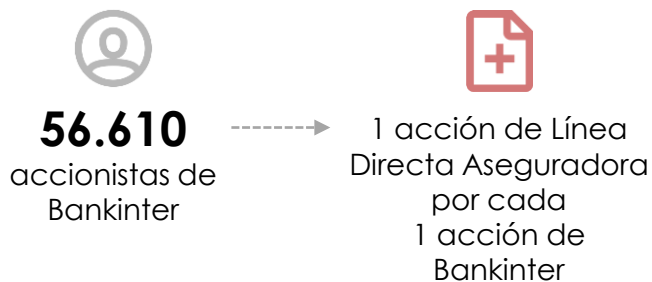 56.610
accionistas de
Bankinter
1 acción de Línea
Directa Aseguradora
por cada
1 acción de
Bankinter